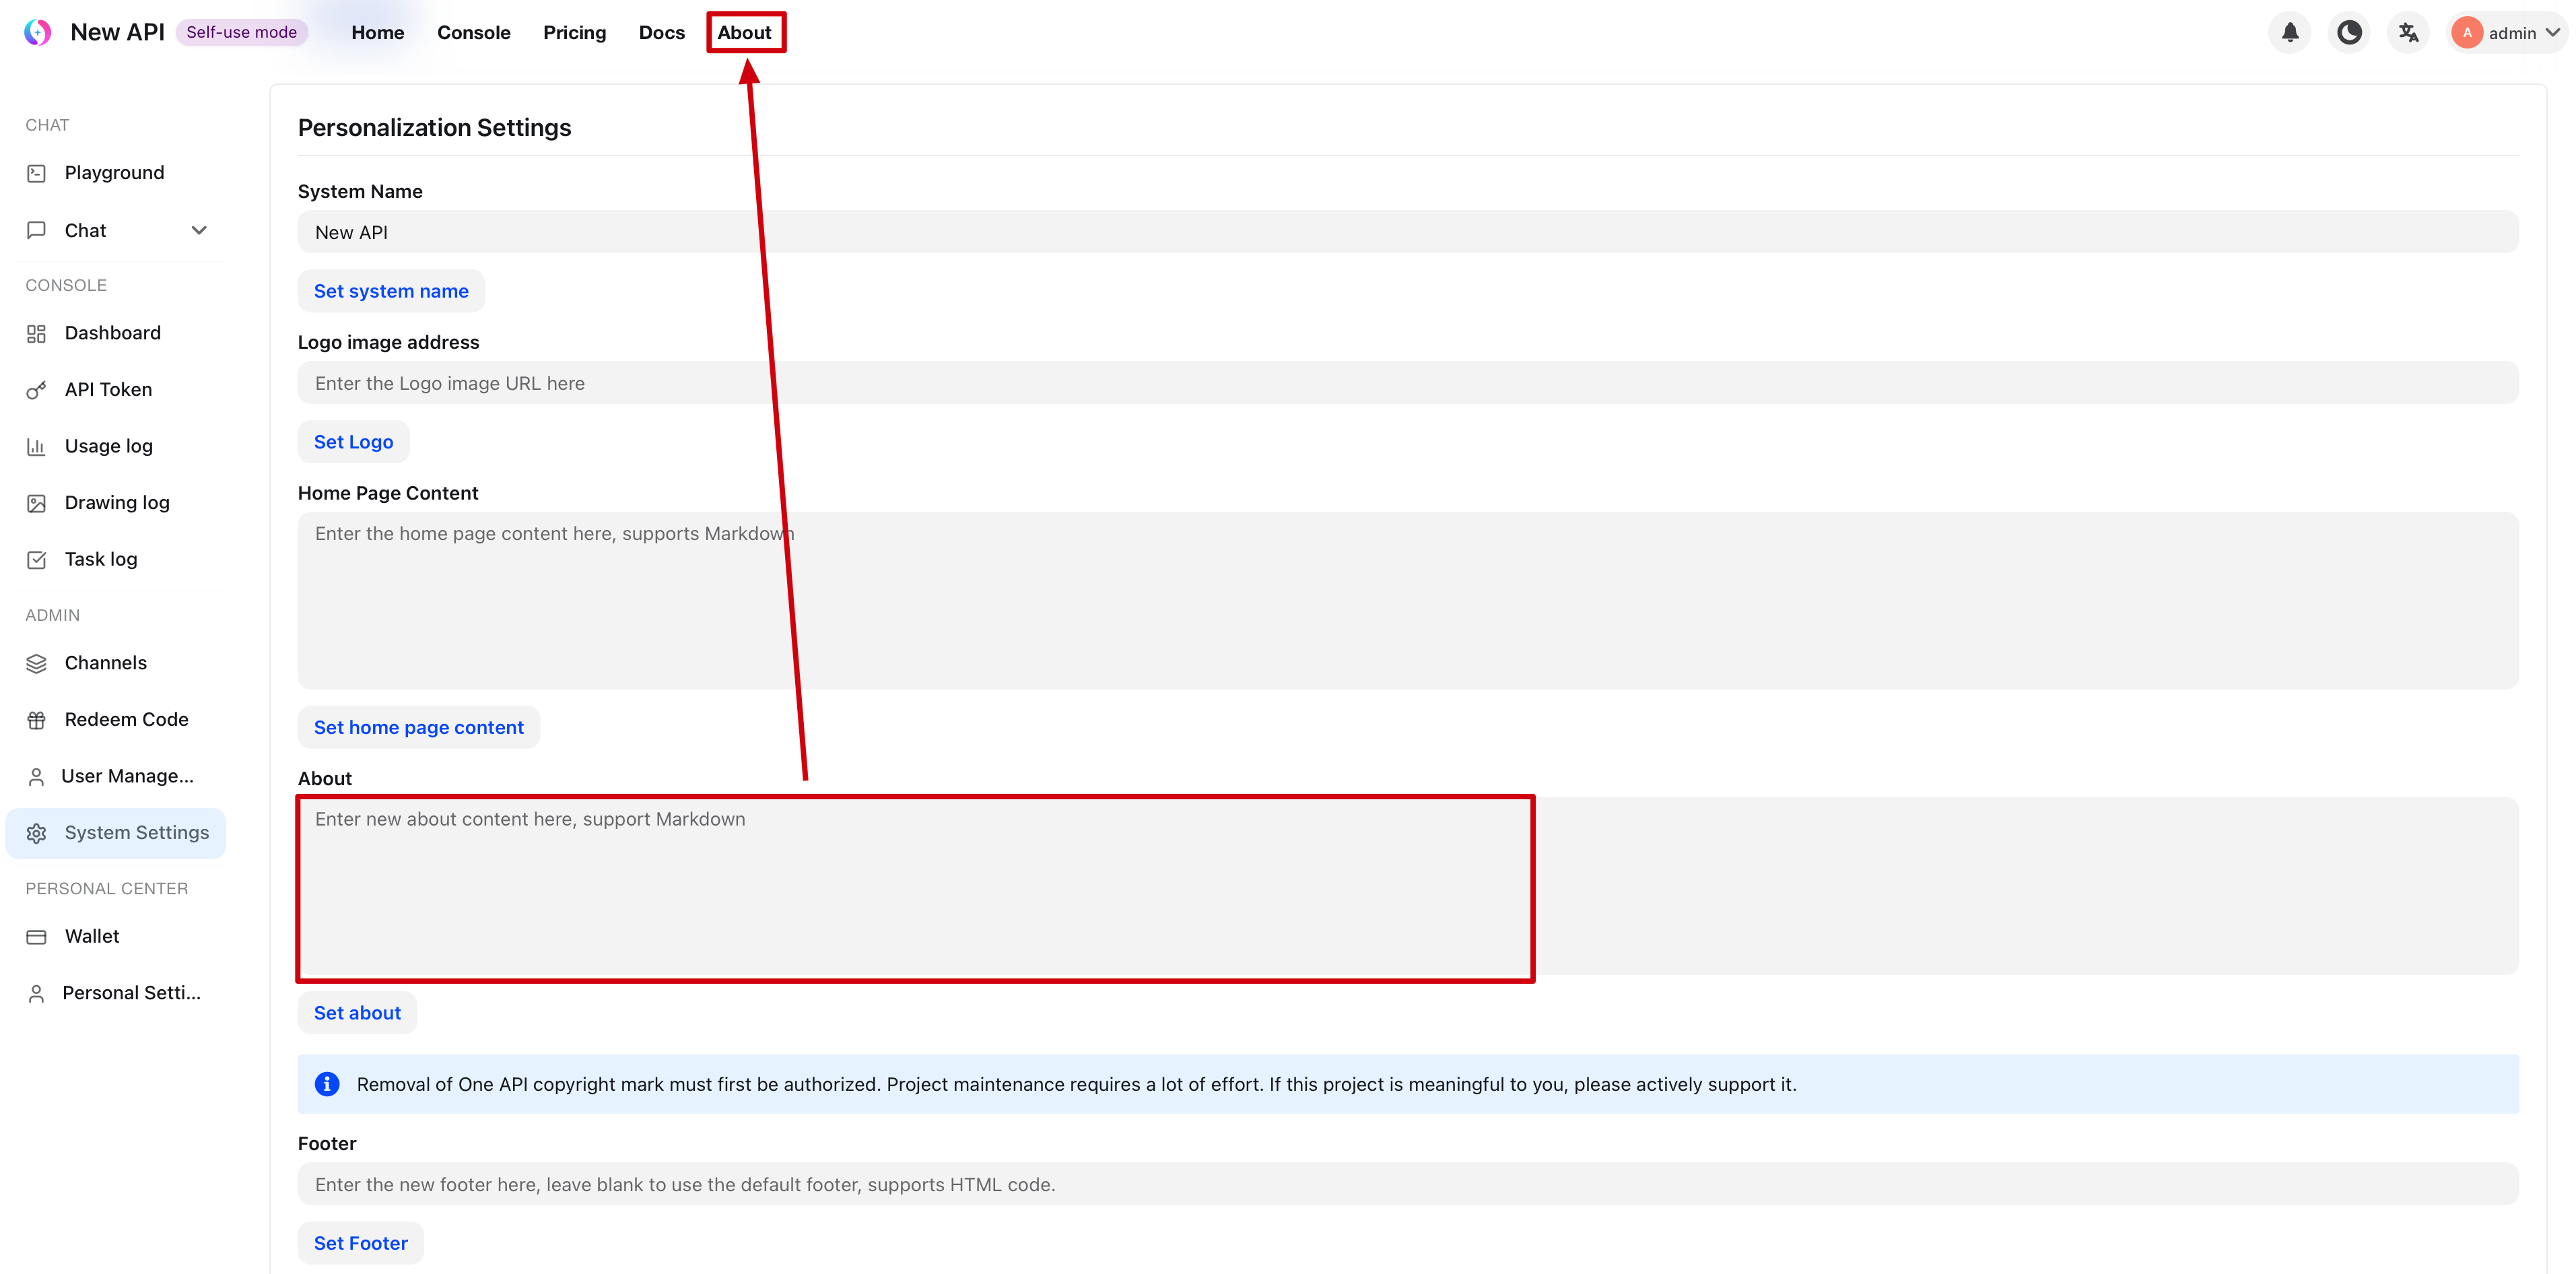 New API Self-use mode Home Console Pricing Docs About A admin
CHAT
Playground
Chat
CONSOLE
Dashboard
API Token
Usage log
Drawing log
Task log
ADMIN
Channels
Redeem Code
User Manage...
System Settings
PERSONAL CENTER
Wallet
Personal Setti...
Personalization Settings
System Name
New API
Set system name
Logo image address
Enter the Logo image URL here
Set Logo
Home Page Content
Enter the home page content here, supports Markdown
Set home page content
About
Enter new about content here, support Markdown
Set about
Removal of One API copyright mark must first be authorized. Project maintenance requires a lot of effort. If this project is meaningful to you, please actively support it.
Footer
Enter the new footer here, leave blank to use the default footer, supports HTML code.
Set Footer